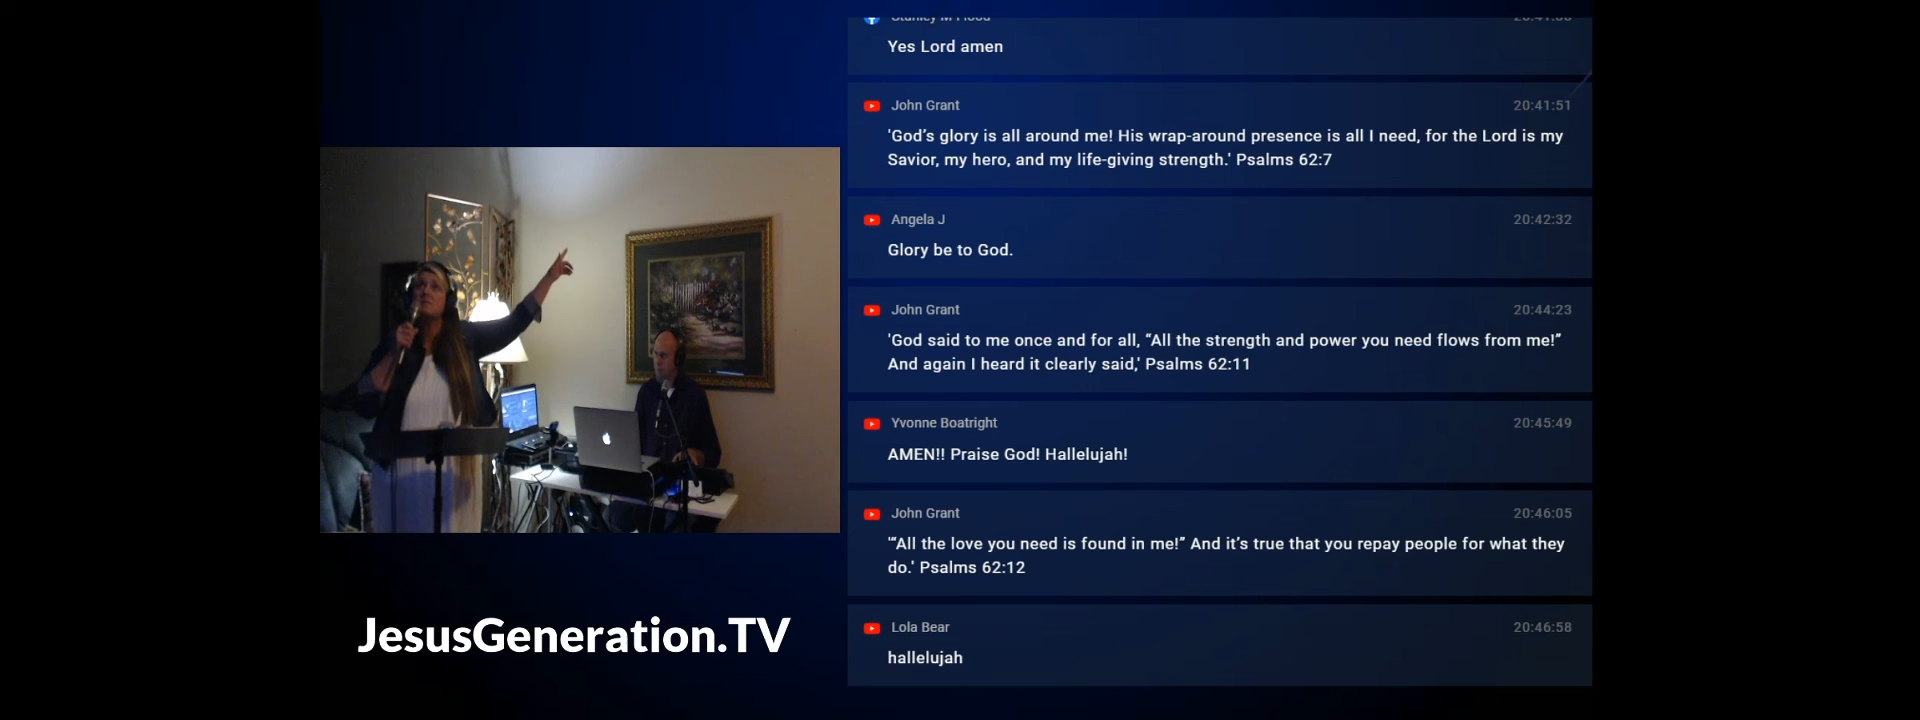 Yes Lord amen
John Grant 20:41:51
'God’s glory is all around me! His wrap-around presence is all I need, for the Lord is my
Savior, my hero, and my life-giving strength.' Psalms 62:7
Angela J 20:42:32
Glory be to God.
John Grant 20:44:23
'God said to me once and for all, “All the strength and power you need flows from me!”
And again I heard it clearly said,' Psalms 62:11
Yvonne Boatright 20:45:49
AMEN!! Praise God! Hallelujah!
John Grant 20:46:05
'“All the love you need is found in me!” And it’s true that you repay people for what they
do.' Psalms 62:12
Lola Bear 20:46:58
hallelujah
JesusGeneration.TV